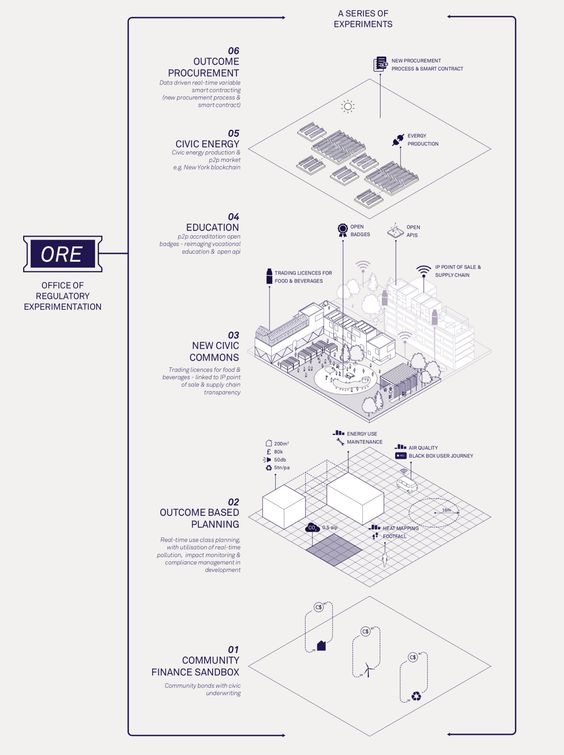 A SERIES OF
EXPERIMENTS
06
OUTCOME
PROCUREMENT
Data driven real-time variable
smart contracting
(new procurement process &
smart contract)
NEW PROCUREMENT
PROCESS & SMART CONTRACT
05
CIVIC ENERGY
Civic energy production &
p2p market
e.g. New York blockchain
EVERGY
PRODUCTION
04
EDUCATION
p2p accreditation open
badges - reimaging vocational
education & open api
OPEN
BADGES
OPEN
APIS
ORE
OFFICE OF
REGULATORY
EXPERIMENTATION
TRADING LICENCES FOR
FOOD & BEVERAGES
IP POINT OF SALE &
SUPPLY CHAIN
03
NEW CIVIC
COMMONS
Trading licences for food &
beverages - linked to IP point
of sale & supply chain
transparency
200m²
£ 80k
50db
5tn/pa
ENERGY USE
MAINTENANCE
AIR QUALITY
BLACK BOX USER JOURNEY
02
OUTCOME BASED
PLANNING
Real-time use class planning,
with utilisation of real-time
pollution, impact monitoring &
compliance management in
development
CO₂
HEAT MAPPING
FOOTFALL
C$
C$
C$
01
COMMUNITY
FINANCE SANDBOX
Community bonds with civic
underwriting